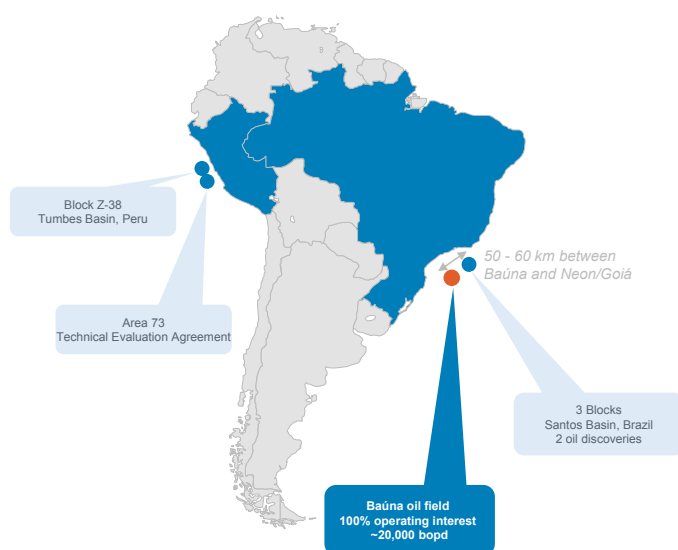 Block Z-38
Tumbes Basin, Peru
50 - 60 km between
Baúna and Neon/Goiá
Area 73
Technical Evaluation Agreement
3 Blocks
Santos Basin, Brazil
2 oil discoveries
Baúna oil field
100% operating interest
~20,000 bopd